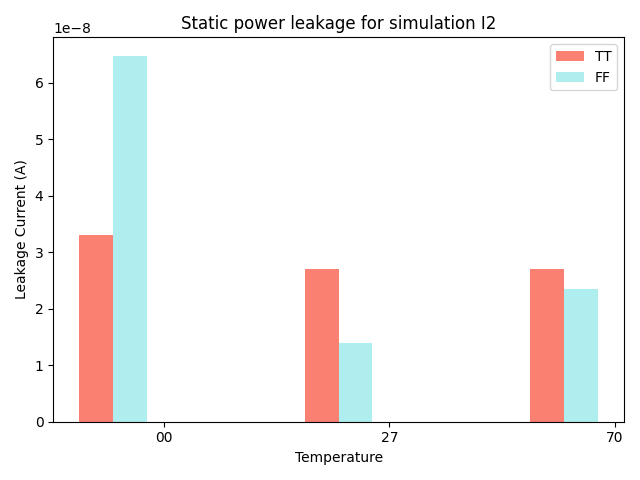 Static power leakage for simulation I2
1e−8
TT
FF
6
5
4
3
2
1
0
Leakage Current (A)
00
27
70
Temperature